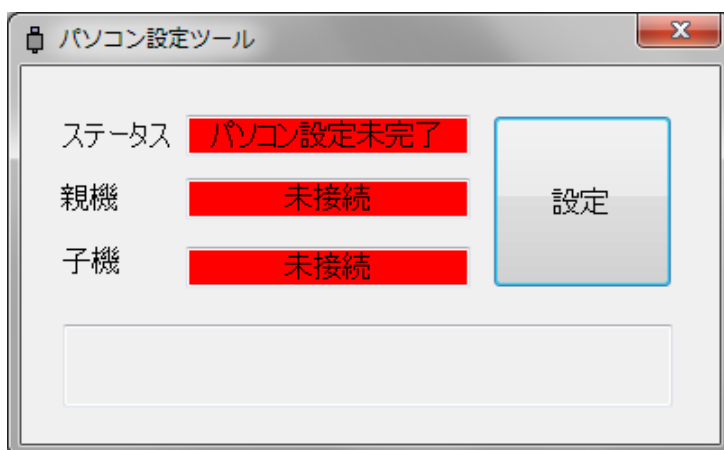 パソコン設定ツール
ステータス パソコン設定未完了
親機 未接続
設定
子機 未接続